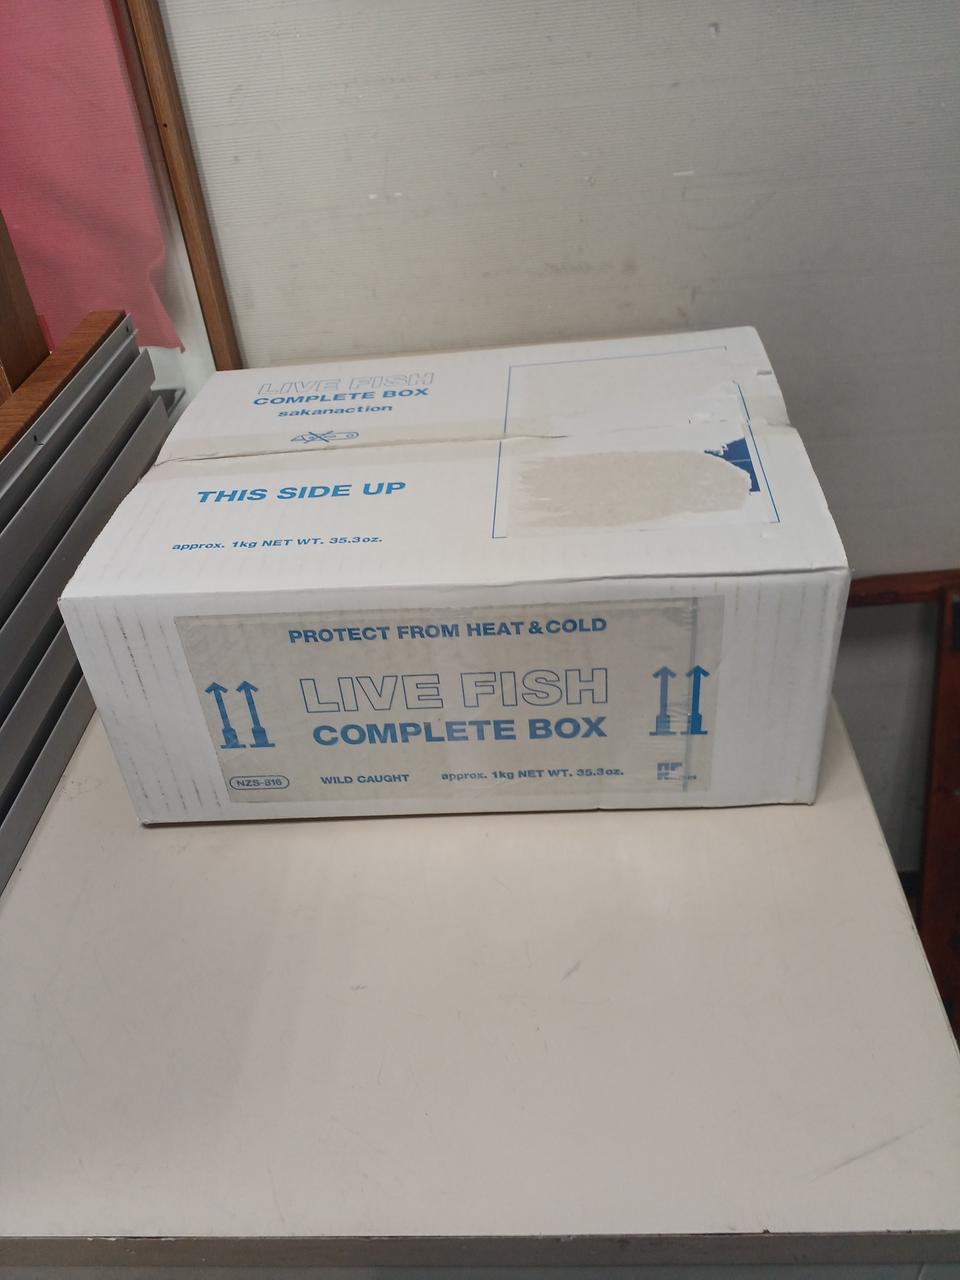 LIVE FISH
COMPLETE BOX
sakanaction
THIS SIDE UP
approx. 1kg NET WT. 35.3oz.
PROTECT FROM HEAT & COLD
LIVE FISH
COMPLETE BOX
NZS-816
WILD CAUGHT
approx. 1kg NET WT. 35.3oz.